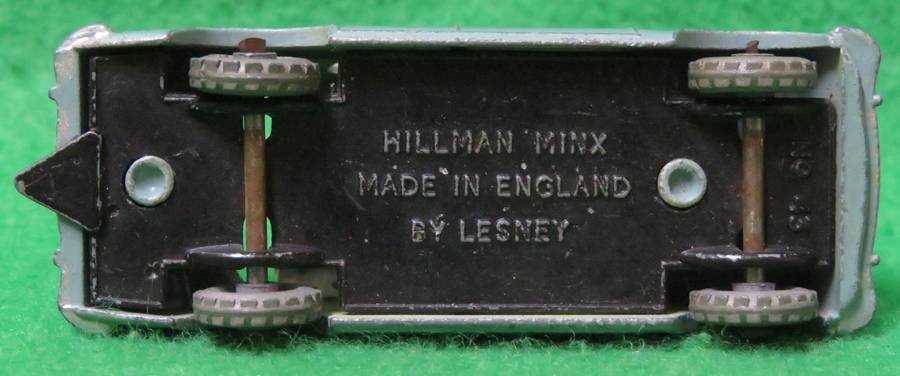 HILLMAN MINX
MADE IN ENGLAND
BY LESNEY
No 43